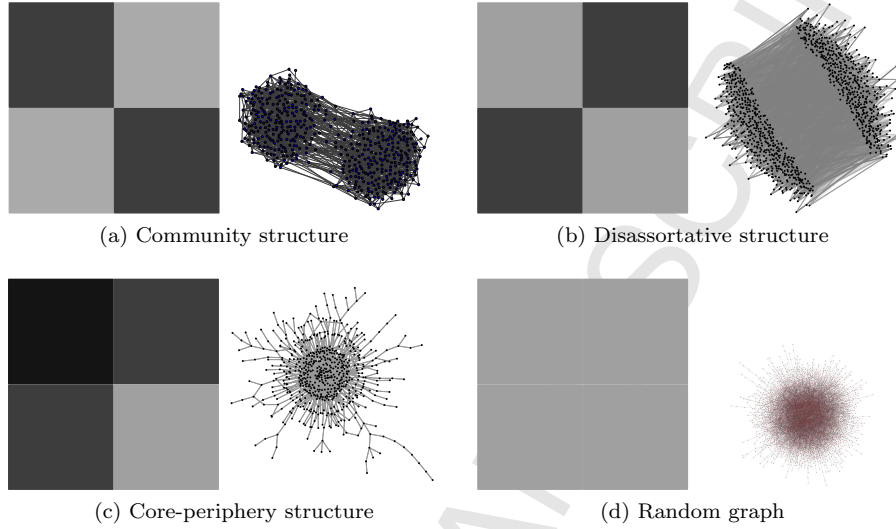 (a) Community structure
(b) Disassortative structure
(c) Core-periphery structure
(d) Random graph